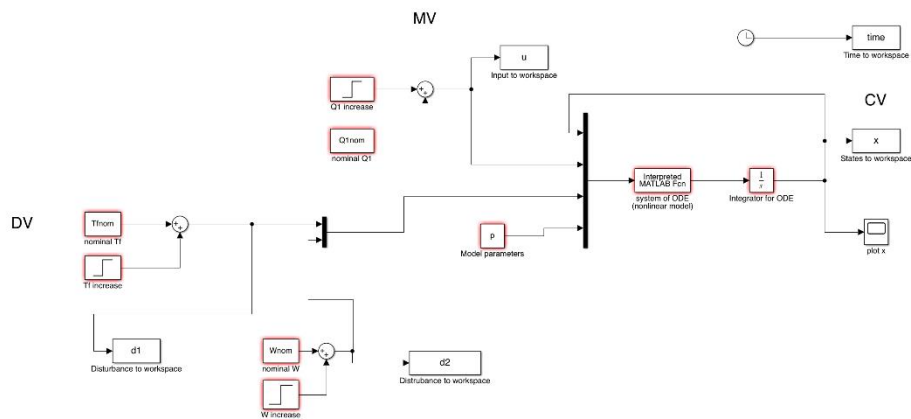 MV
time
Time to workspace
u
Input to workspace
Q1 increase
CV
Q1nom
nominal Q1
x
States to workspace
Interpreted
MATLAB Fcn
system of ODE
(nonlinear model)
1
s
Integrator for ODE
DV
Tfnom
nominal Tf
p
Model parameters
plot x
Tf increase
d1
Disturbance to workspace
Wnom
nominal W
d2
Distrubance to workspace
W increase